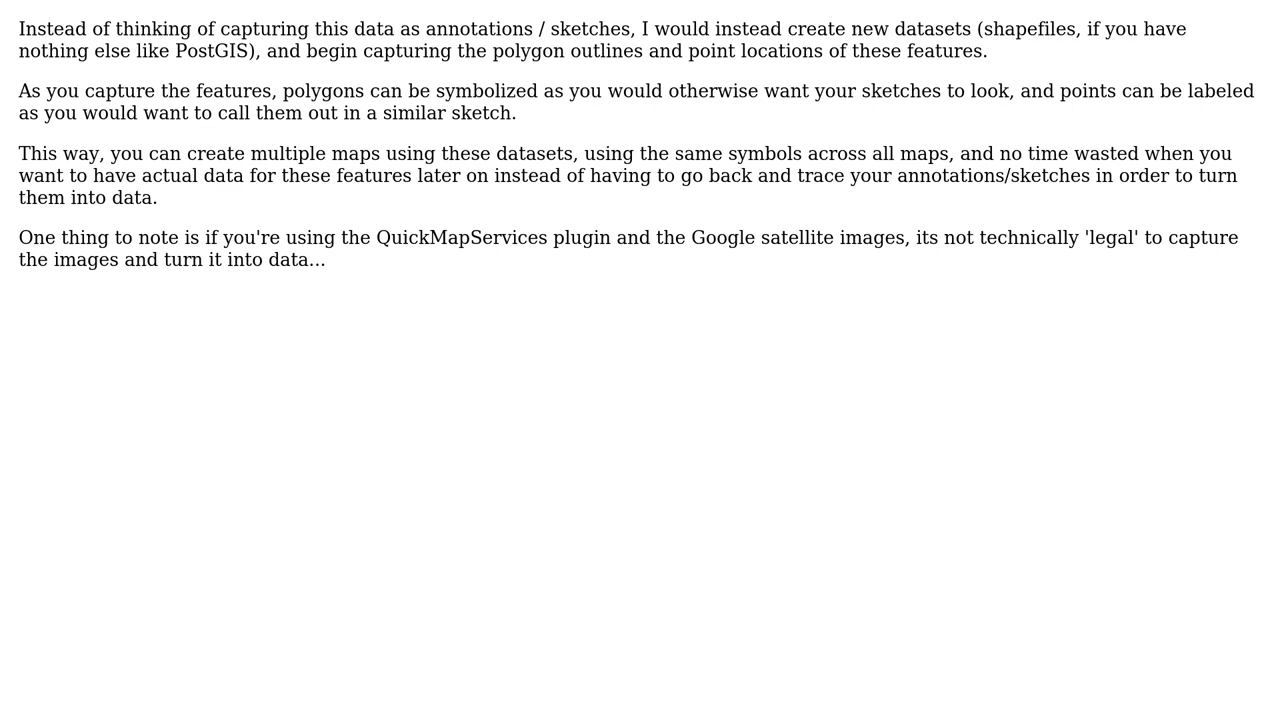 Instead of thinking of capturing this data as annotations / sketches, I would instead create new datasets (shapefiles, if you have
nothing else like PostGIS), and begin capturing the polygon outlines and point locations of these features.
As you capture the features, polygons can be symbolized as you would otherwise want your sketches to look, and points can be labeled
as you would want to call them out in a similar sketch.
This way, you can create multiple maps using these datasets, using the same symbols across all maps, and no time wasted when you
want to have actual data for these features later on instead of having to go back and trace your annotations/sketches in order to turn
them into data.
One thing to note is if you're using the QuickMapServices plugin and the Google satellite images, its not technically 'legal' to capture
the images and turn it into data...